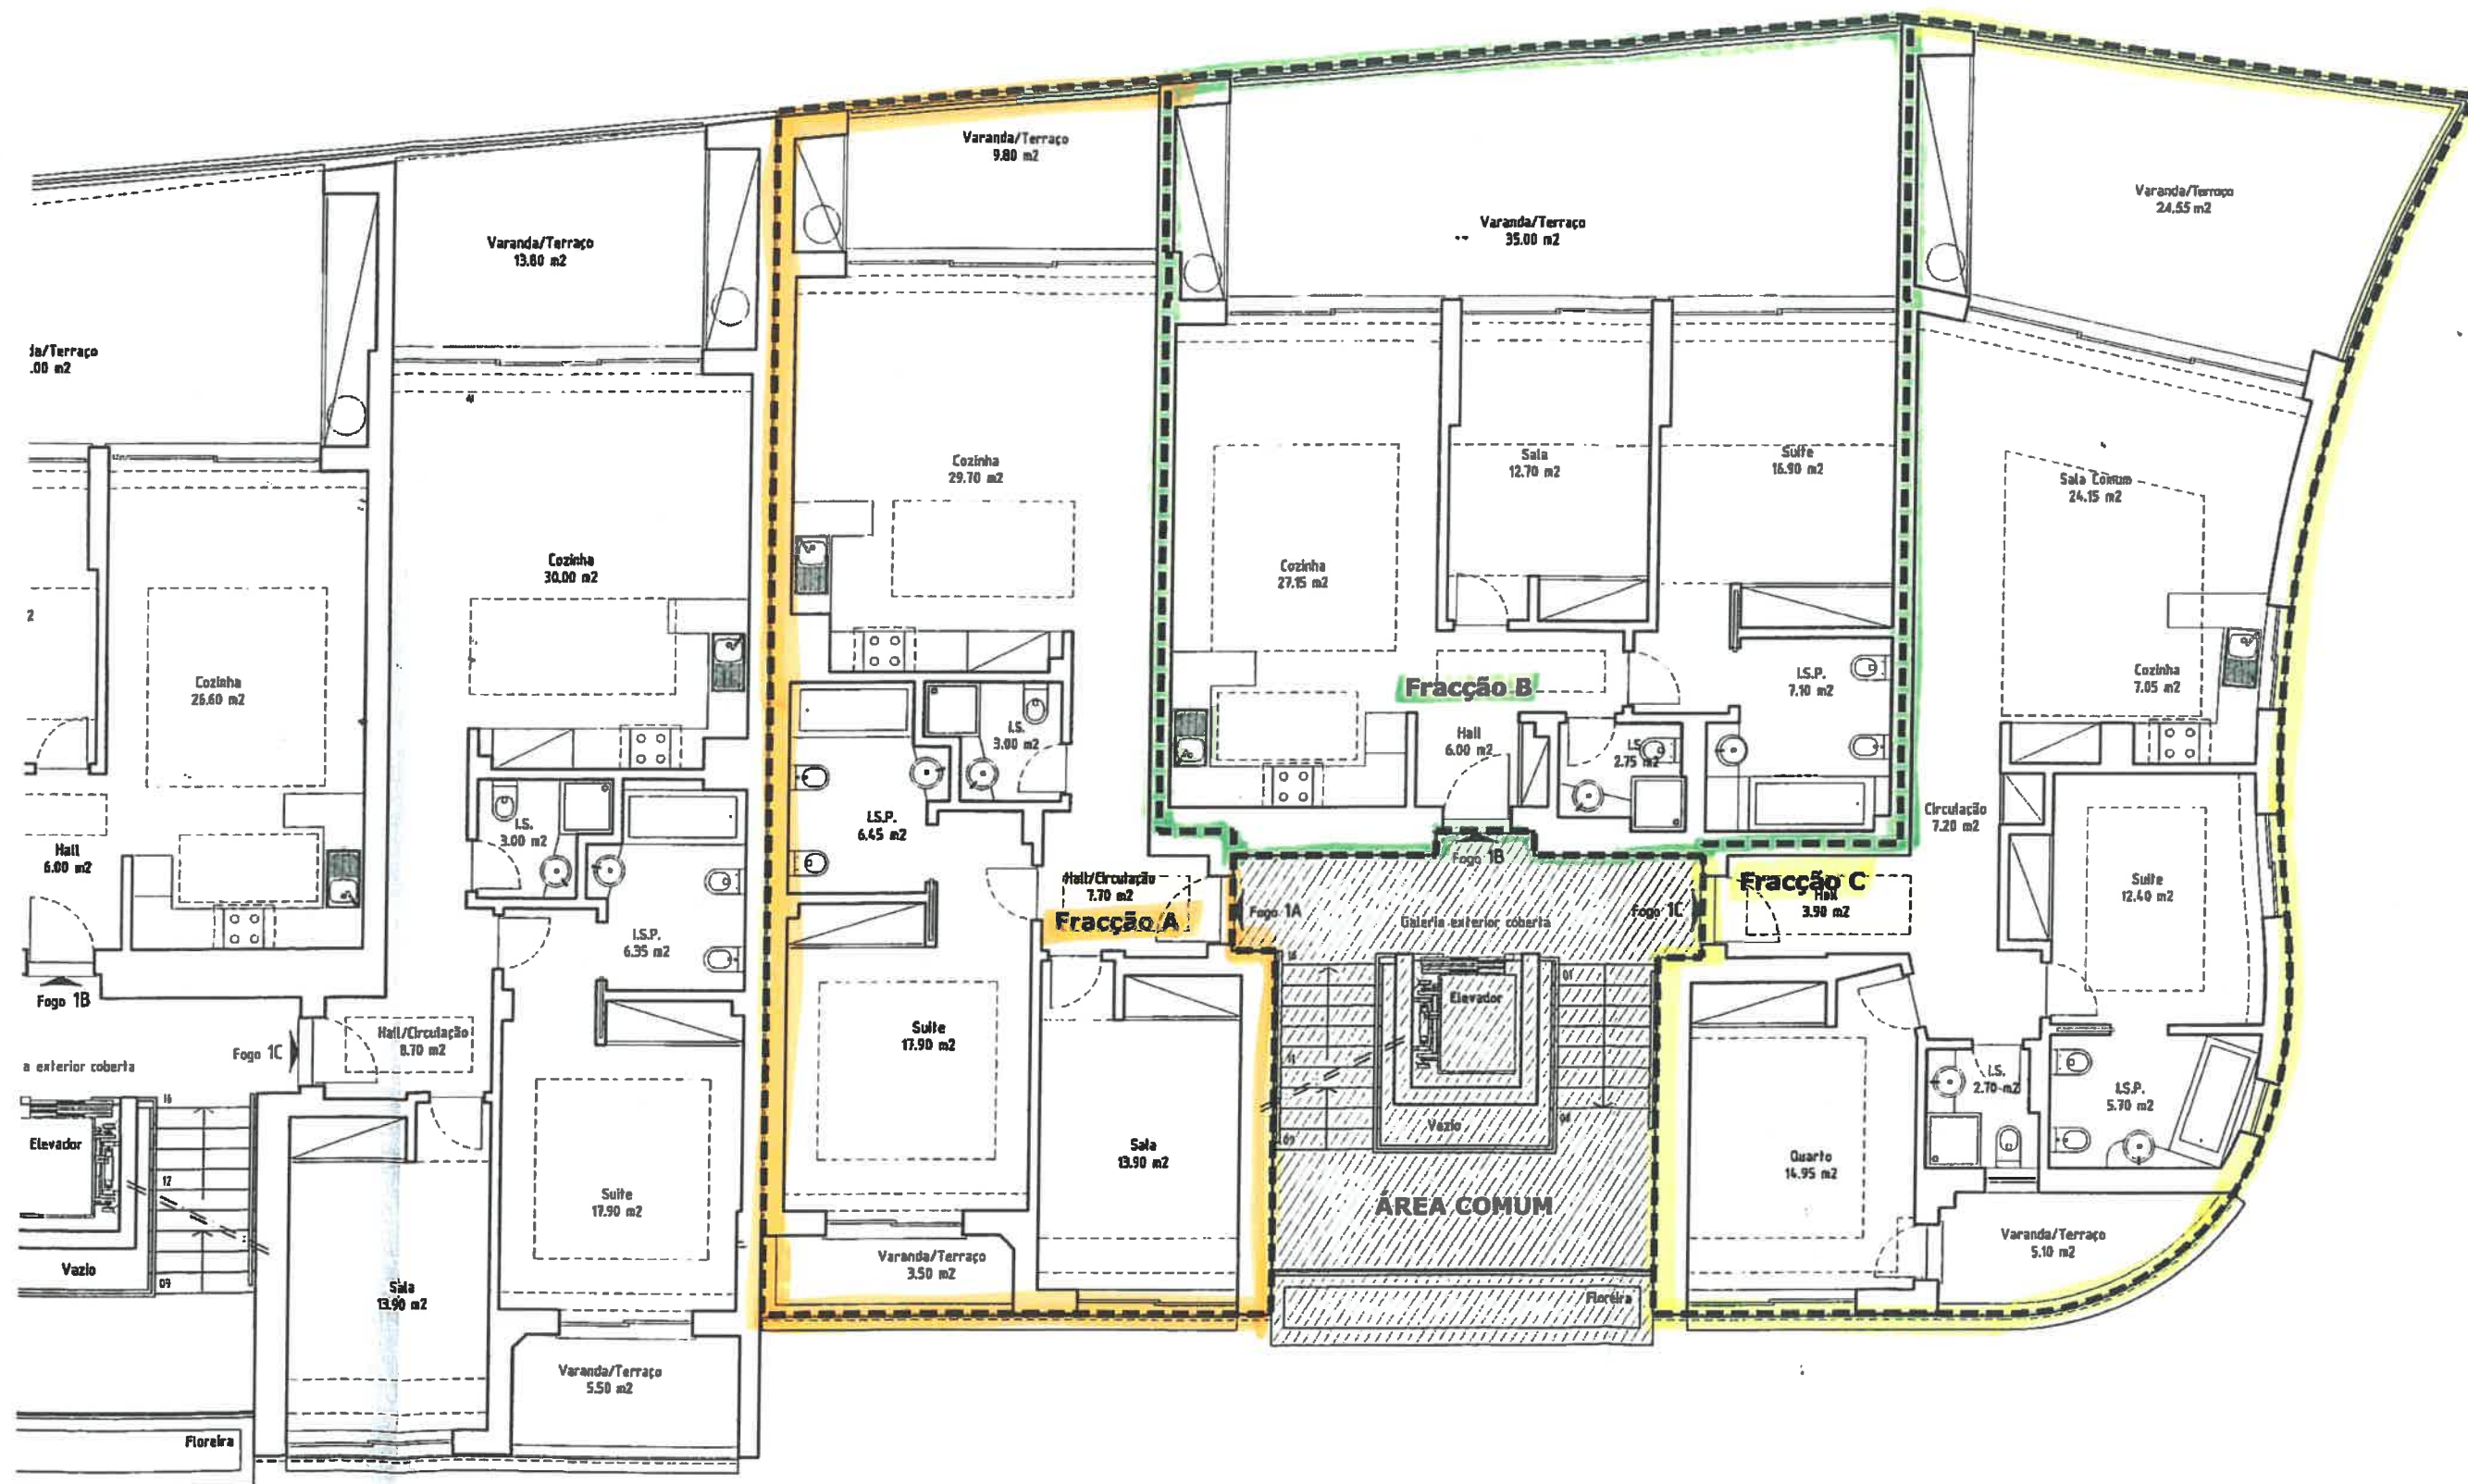 Varanda/Terraço
9.80 m2
Varanda/Terraço
24.55 m2
Varanda/Terraço
35.00 m2
Varanda/Terraço
13.80 m2
/Terraço
.00 m2
Cozinha
29.70 m2
Sala
12.70 m2
Suite
16.90 m2
Sala Comum
24.15 m2
Cozinha
30.00 m2
Cozinha
27.15 m2
2
Cozinha
26.60 m2
Fracção B
I.S.P.
7.10 m2
Cozinha
7.05 m2
I.S.
3.00 m2
Hall
6.00 m2
I.S.
2.75 m2
I.S.
3.00 m2
I.S.P.
6.45 m2
Circulação
7.20 m2
Hall
6.00 m2
Fogo 1B
Hall/Circulação
7.70 m2
Fracção A
Fogo 1A
Galeria exterior coberta
Fogo 1C
Fracção C
Hall
3.90 m2
Suite
12.40 m2
I.S.P.
6.35 m2
Fogo 1B
16
01
Elevador
Suite
17.90 m2
Hall/Circulação
8.70 m2
Fogo 1C
a exterior coberta
11
I.S.
2.70 m2
I.S.P.
5.70 m2
16
Elevador
12
09
08
Vazio
Sala
13.90 m2
Quarto
14.95 m2
Suite
17.90 m2
ÁREA COMUM
Varanda/Terraço
5.10 m2
Vazio
09
Varanda/Terraço
3.50 m2
Sala
13.90 m2
Floreira
Varanda/Terraço
5.50 m2
Floreira